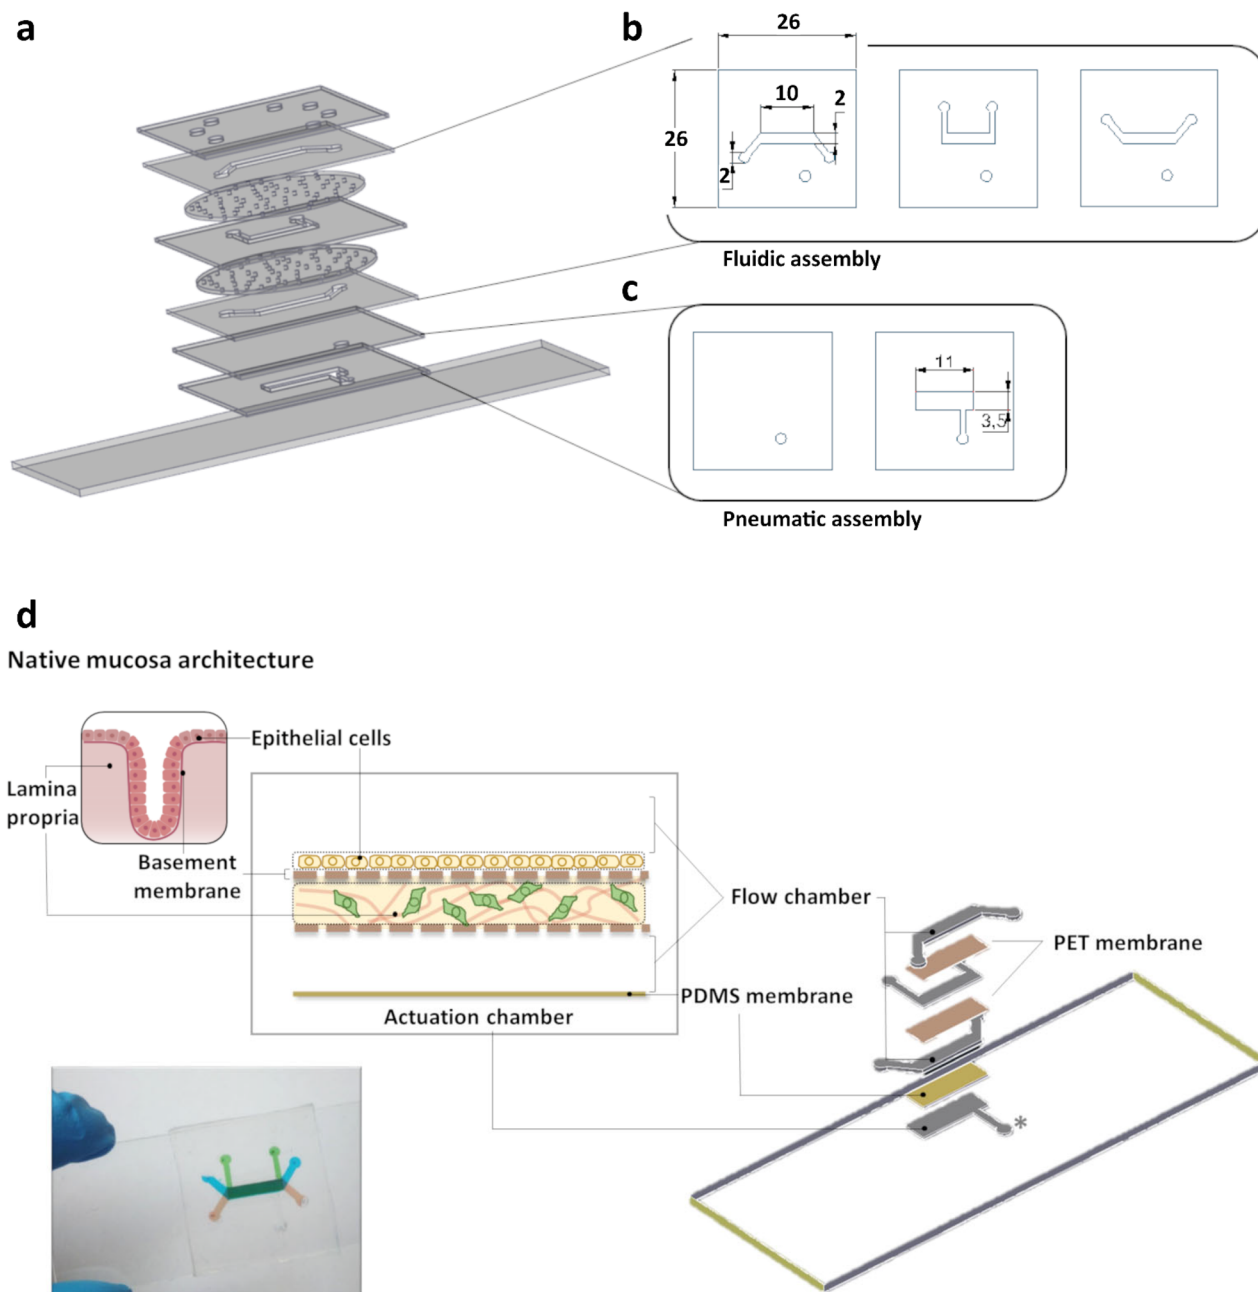 a
b
26
10
2
26
2
Fluidic assembly
c
11
3,5
Pneumatic assembly
d
Native mucosa architecture
Epithelial cells
Lamina
propria
Basement
membrane
Flow chamber
PET membrane
PDMS membrane
Actuation chamber
*